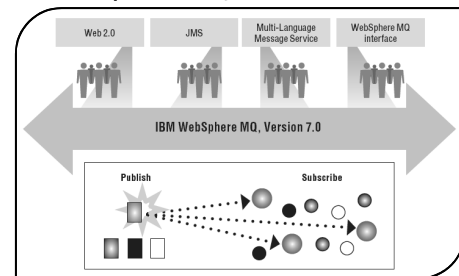 Web 2.0
JMS
Multi-Language
Message Service
WebSphere MQ
interface
IBM WebSphere MQ, Version 7.0
Publish
Subscribe